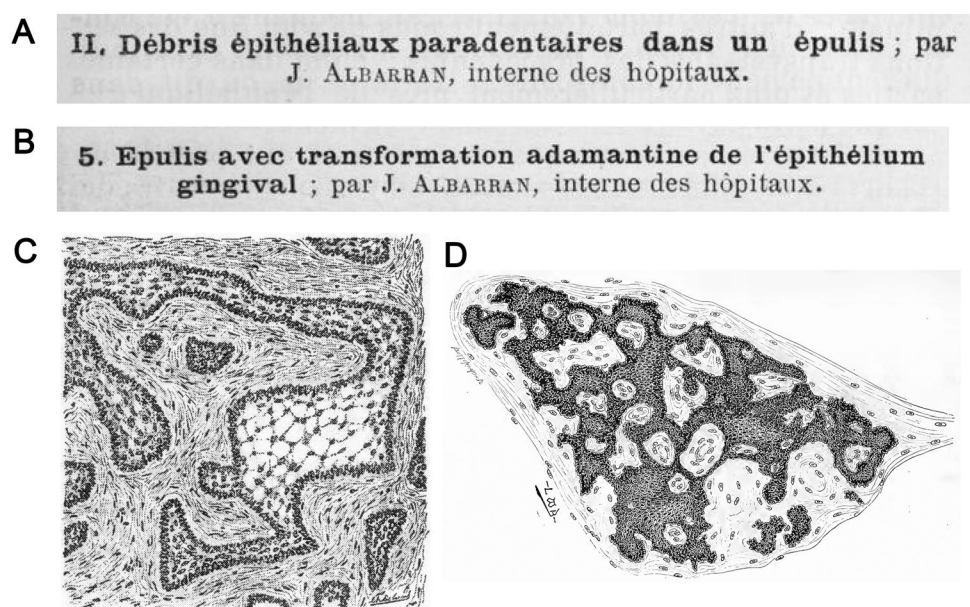 A
II. Débris épithéliaux paradentaires dans un épulis ; par
J. ALBARRAN, interne des hôpitaux.
B
5. Epulis avec transformation adamantine de l'épithélium
gingival ; par J. ALBARRAN, interne des hôpitaux.
C
D